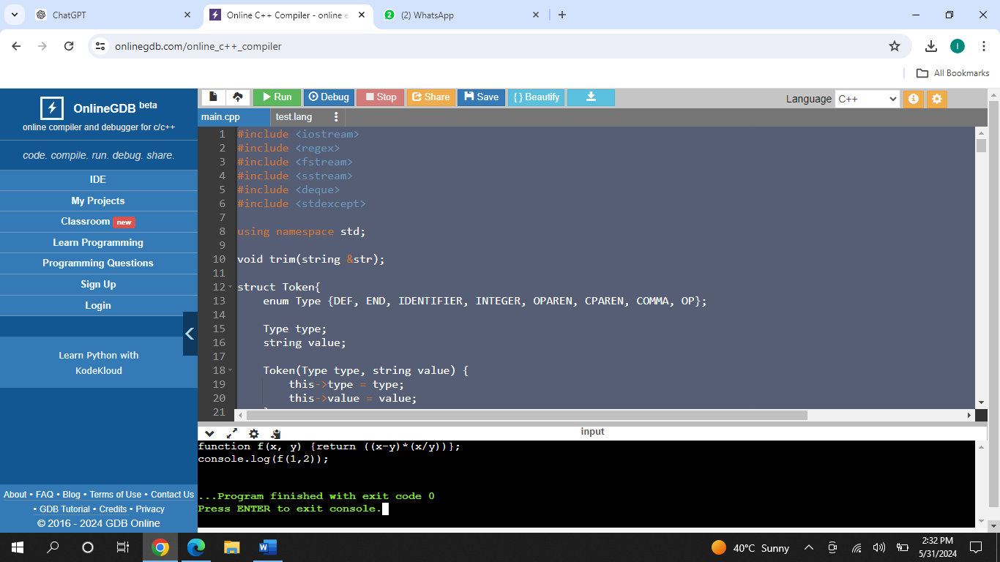 ChatGPT
Online C++ Compiler - online e
2 (2) WhatsApp
onlinegdb.com/online_c++_compiler
I
All Bookmarks
OnlineGDB beta
online compiler and debugger for c/c++
code. compile. run. debug. share.
IDE
My Projects
Classroom new
Learn Programming
Programming Questions
Sign Up
Login
Learn Python with
KodeKloud
About • FAQ • Blog • Terms of Use • Contact Us
• GDB Tutorial • Credits • Privacy
© 2016 - 2024 GDB Online
Run Debug Stop Share Save { } Beautify
Language C++
main.cpp test.lang
1 #include <iostream>
2 #include <regex>
3 #include <fstream>
4 #include <sstream>
5 #include <deque>
6 #include <stdexcept>
7
8 using namespace std;
9
10 void trim(string &str);
11
12 struct Token{
13 enum Type {DEF, END, IDENTIFIER, INTEGER, OPAREN, CPAREN, COMMA, OP};
14
15 Type type;
16 string value;
17
18 Token(Type type, string value) {
19 this->type = type;
20 this->value = value;
21
input
function f(x, y) {return ((x-y)*(x/y))};
console.log(f(1,2));
...Program finished with exit code 0
Press ENTER to exit console.
40°C Sunny
2:32 PM
5/31/2024